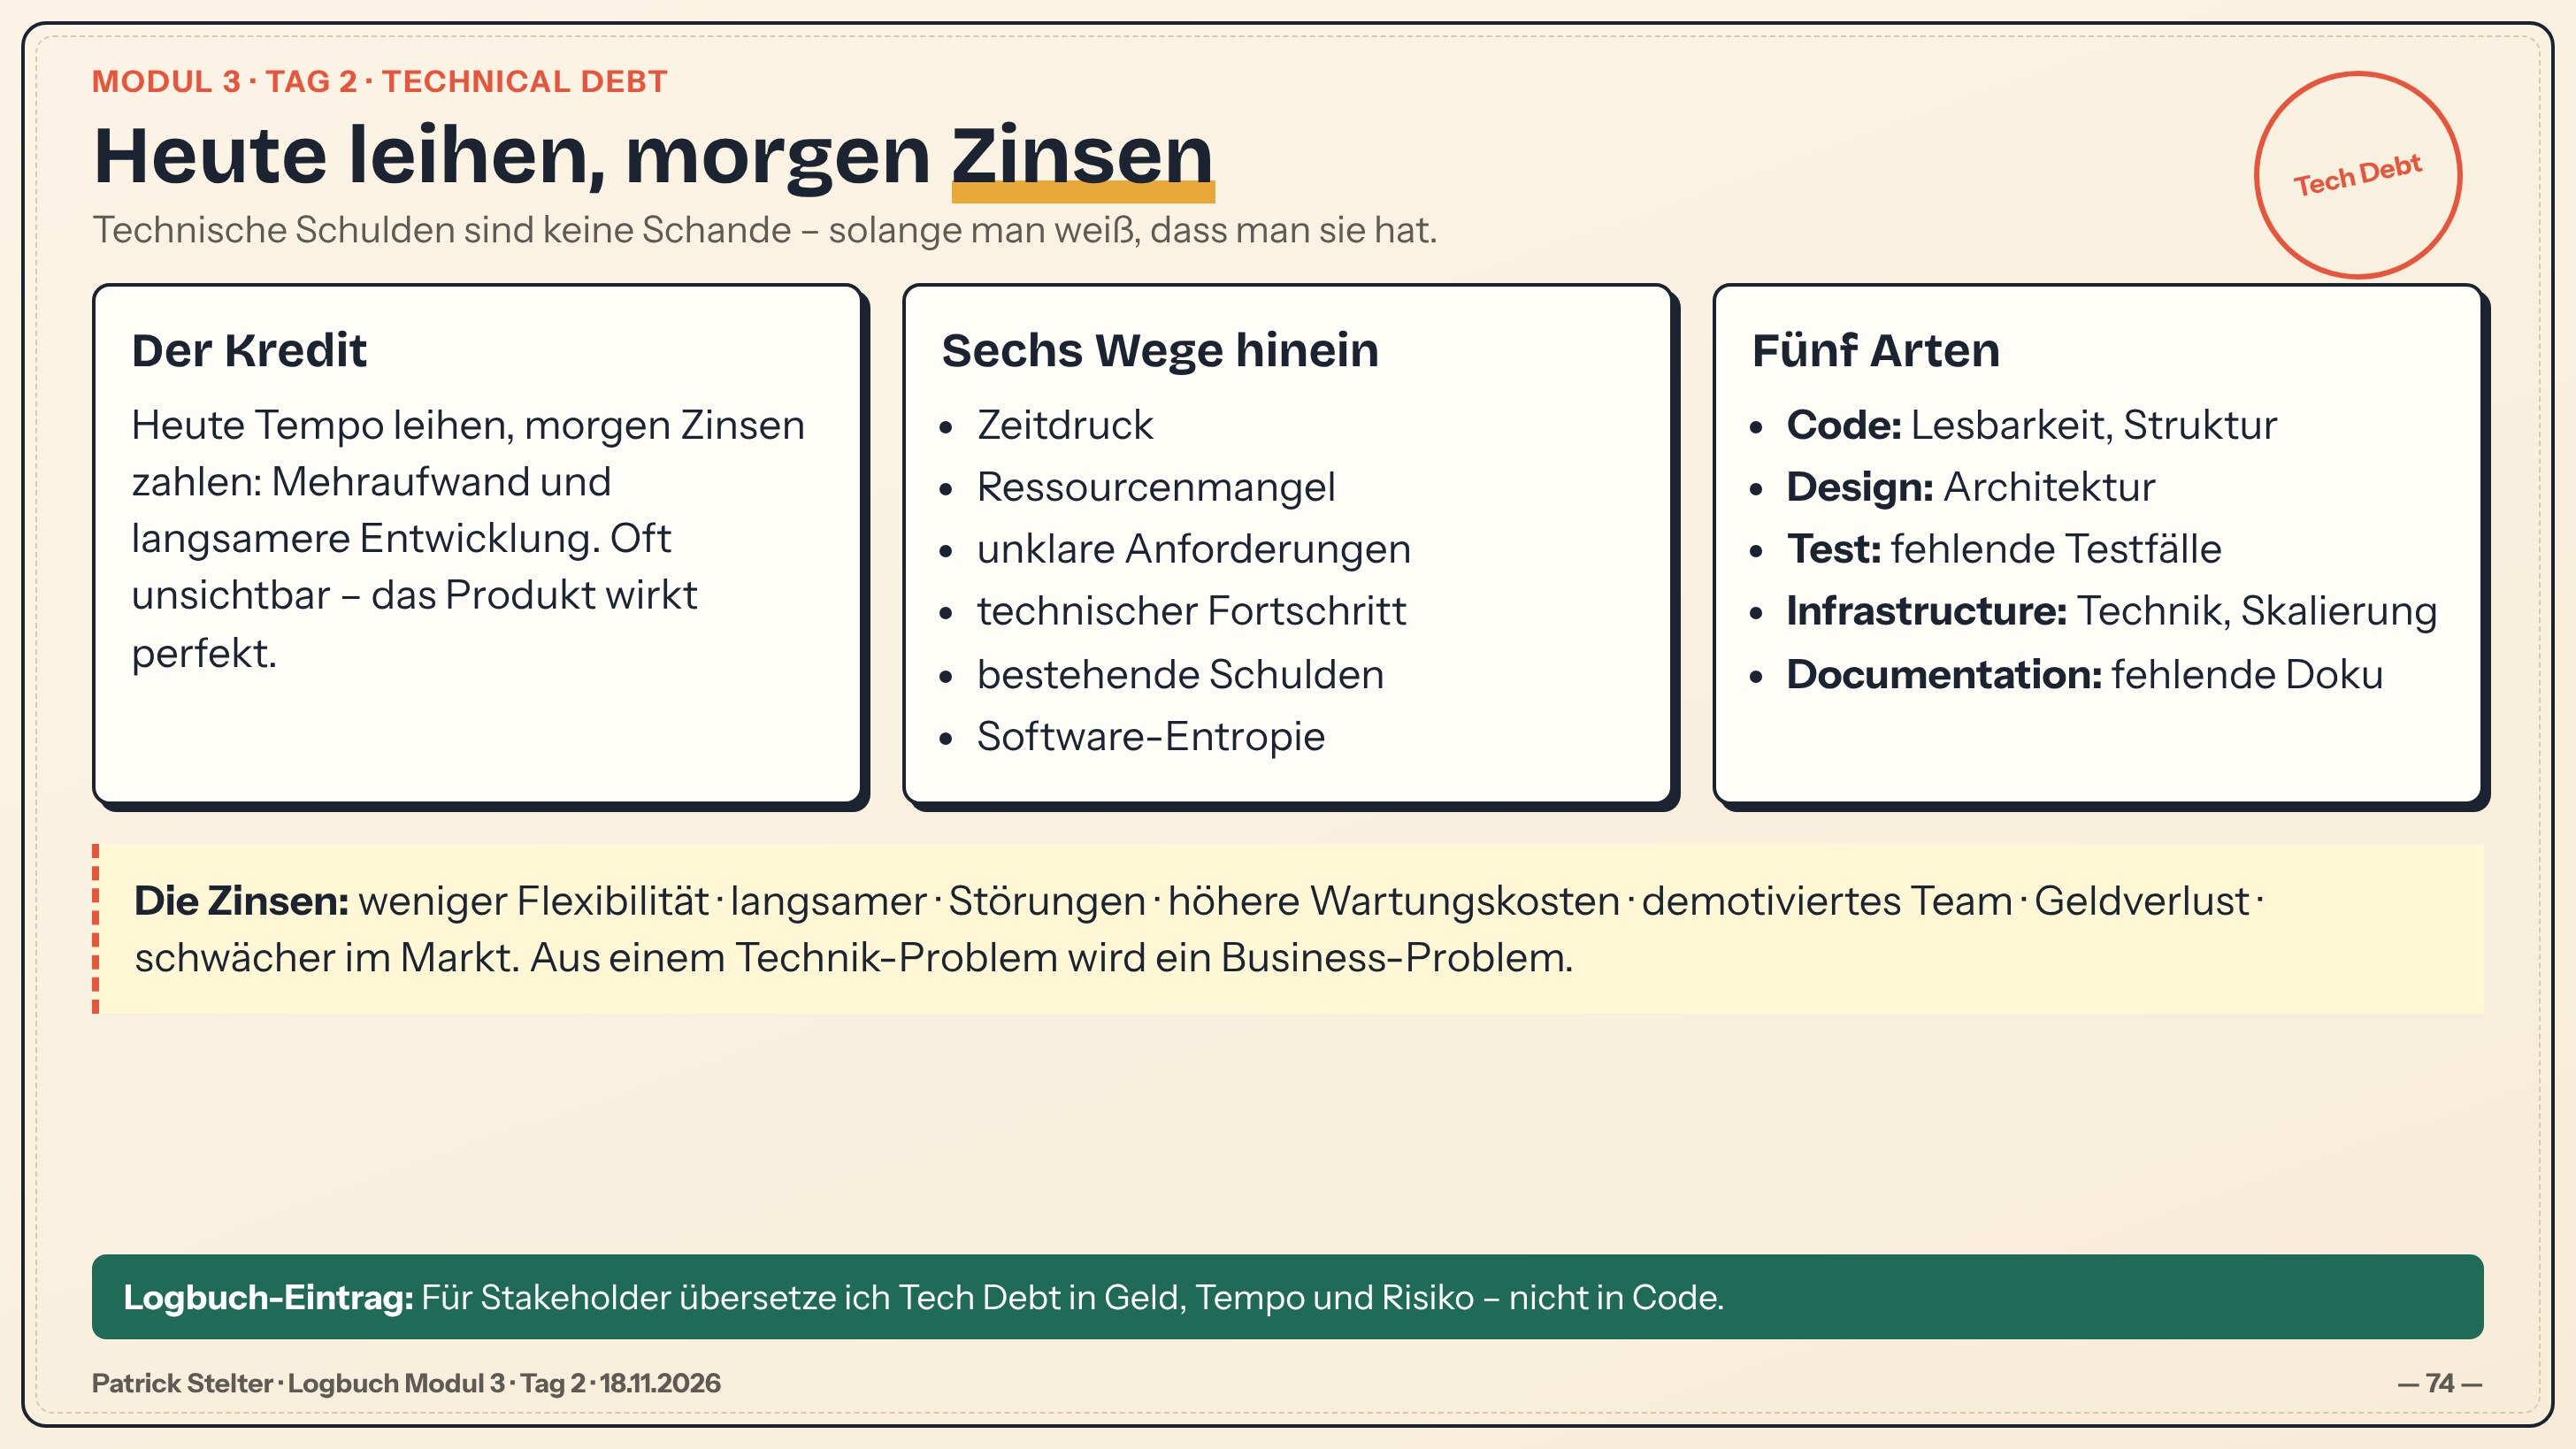 MODUL 3 · TAG 2 · TECHNICAL DEBT
Heute leihen, morgen Zinsen
Technische Schulden sind keine Schande – solange man weiß, dass man sie hat.
Tech Debt
Der Kredit
Heute Tempo leihen, morgen Zinsen
zahlen: Mehraufwand und
langsamere Entwicklung. Oft
unsichtbar – das Produkt wirkt
perfekt.
Sechs Wege hinein
• Zeitdruck
• Ressourcenmangel
• unklare Anforderungen
• technischer Fortschritt
• bestehende Schulden
• Software-Entropie
Fünf Arten
• Code: Lesbarkeit, Struktur
• Design: Architektur
• Test: fehlende Testfälle
• Infrastructure: Technik, Skalierung
• Documentation: fehlende Doku
Die Zinsen: weniger Flexibilität · langsamer · Störungen · höhere Wartungskosten · demotiviertes Team · Geldverlust ·
schwächer im Markt. Aus einem Technik-Problem wird ein Business-Problem.
Logbuch-Eintrag: Für Stakeholder übersetze ich Tech Debt in Geld, Tempo und Risiko – nicht in Code.
Patrick Stelter · Logbuch Modul 3 · Tag 2 · 18.11.2026
— 74 —